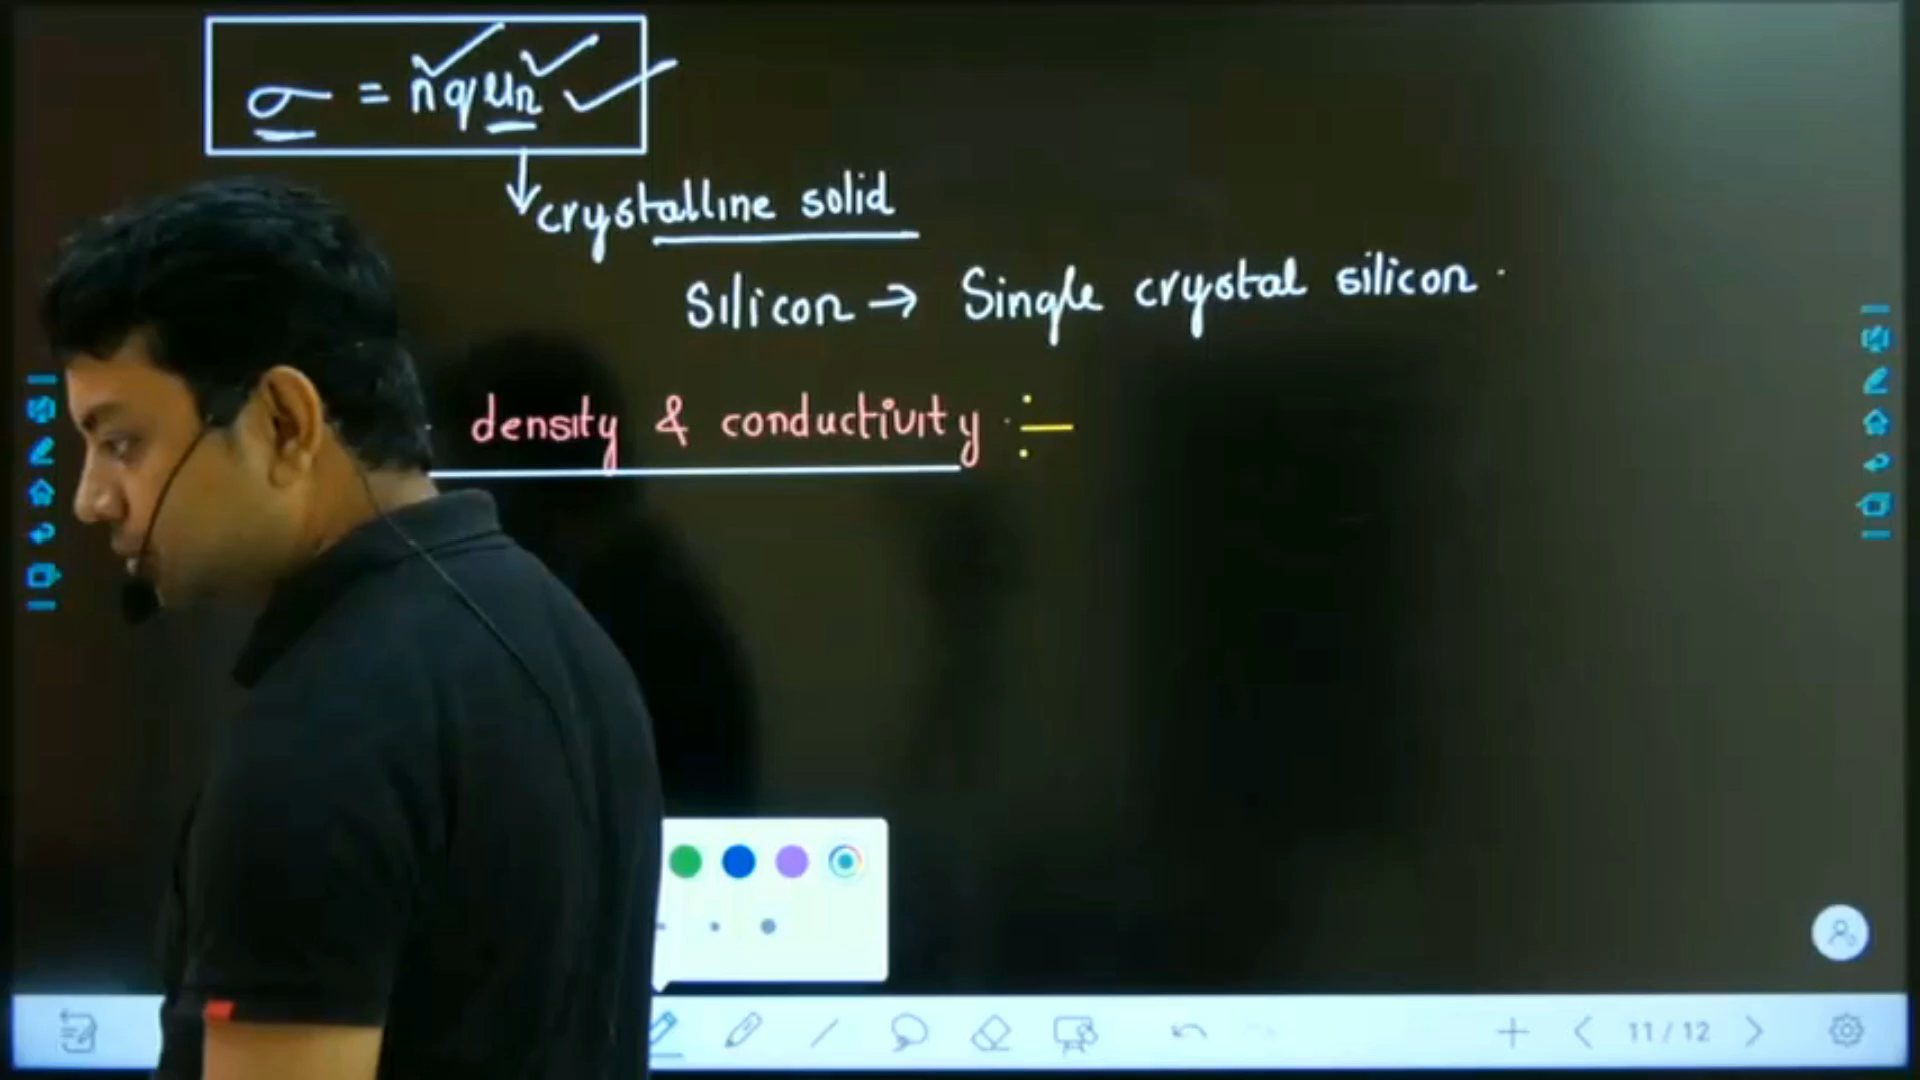 σ = nqμn
crystalline solid
Silicon → Single crystal silicon
density & conductivity :-
11/12